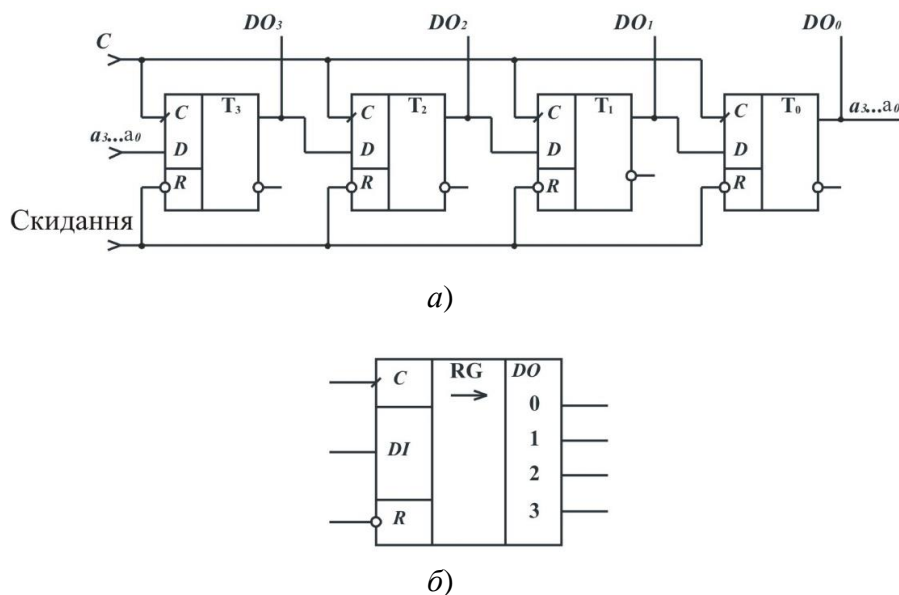 DO₃ DO₂ DO₁ DO₀
C
T₃ T₂ T₁ T₀
C C C C
a₃...a₀
a₃...a₀
D D D D
R R R R
Скидання
а)
C RG DO
0
DI 1
2
R 3
б)